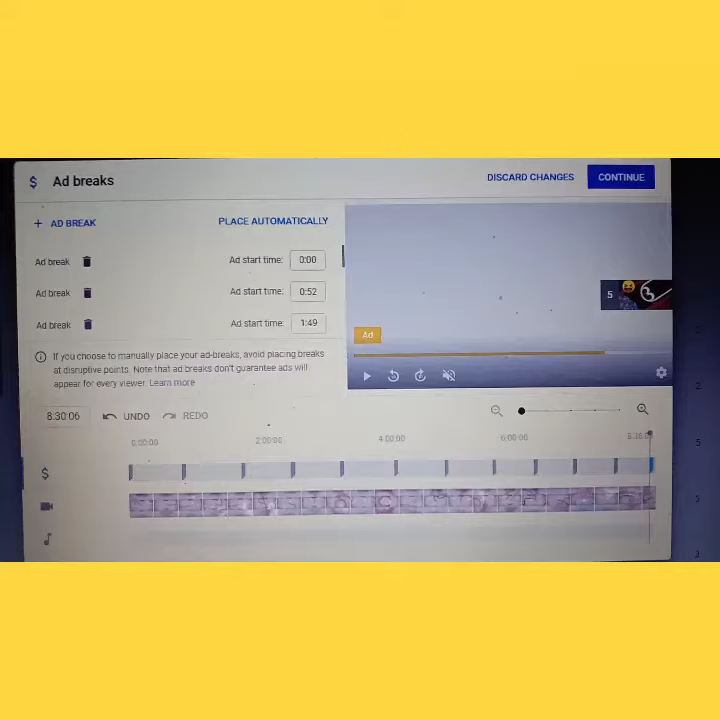 $ Ad breaks
DISCARD CHANGES
CONTINUE
+ AD BREAK
PLACE AUTOMATICALLY
Ad break
Ad start time: 0:00
Ad break
Ad start time: 0:52
Ad break
Ad start time: 1:49
If you choose to manually place your ad-breaks, avoid placing breaks
at disruptive points. Note that ad breaks don't guarantee ads will
appear for every viewer. Learn more
5
Ad
8:30:06
UNDO
REDO
0:00:00
2:00:00
4:00:00
6:00:00
$
2
5
3
3